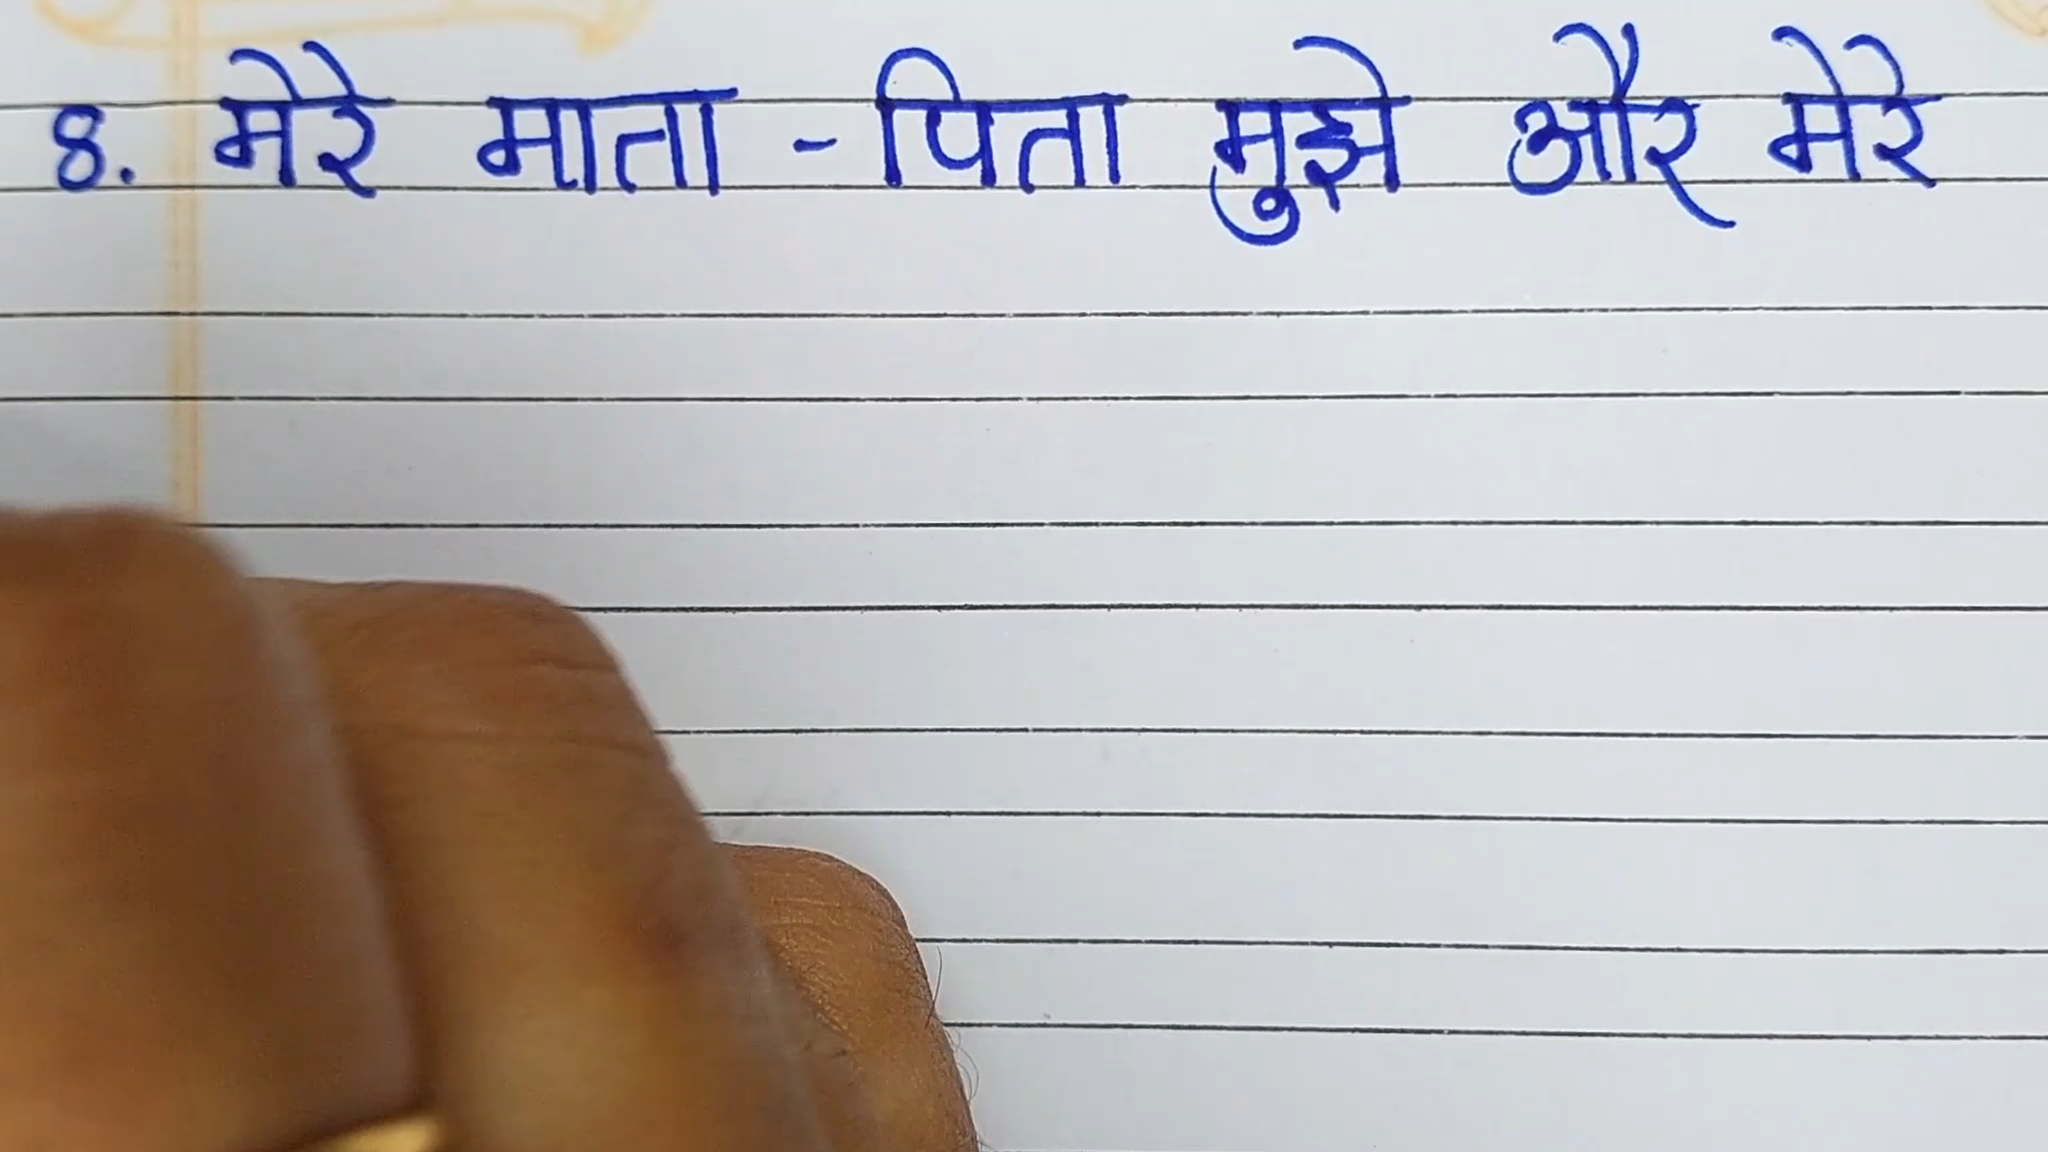 8. मेरे माता - पिता मुझे और मेरे